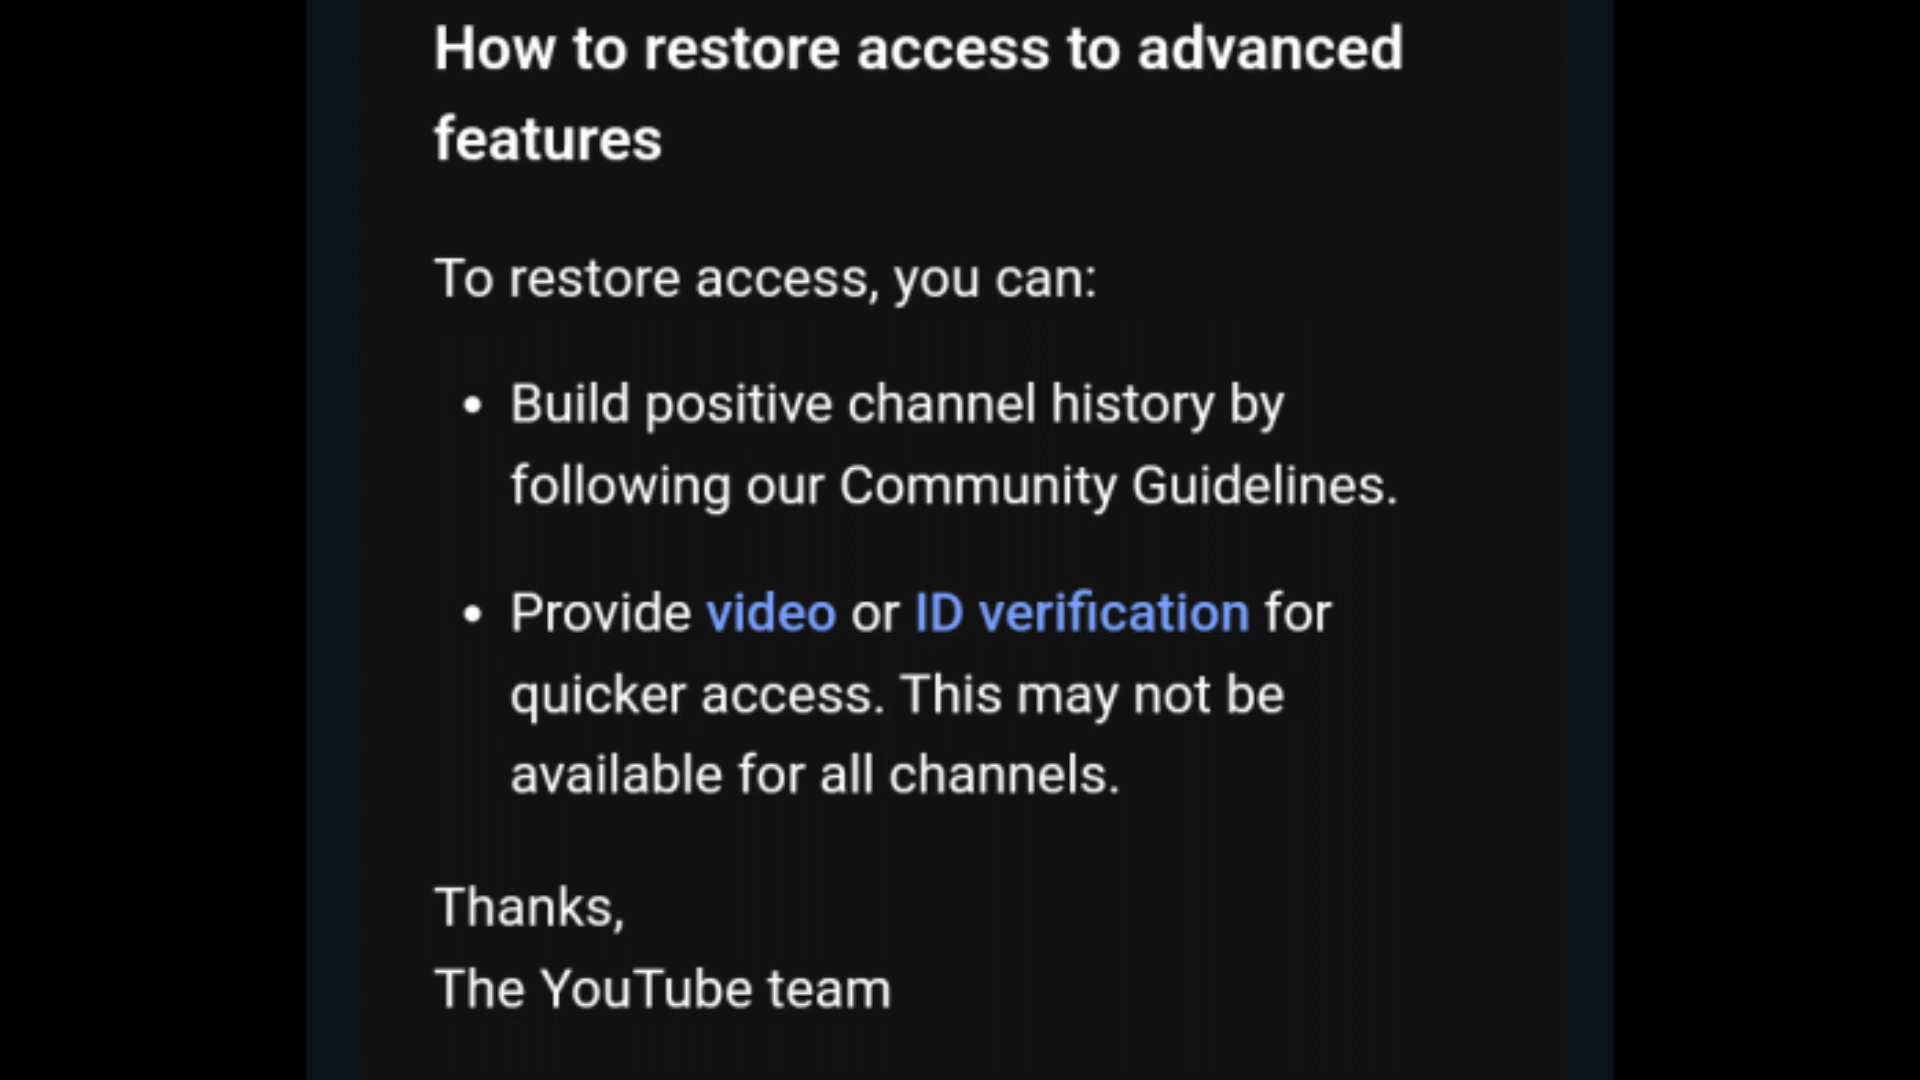 How to restore access to advanced
features
To restore access, you can:
• Build positive channel history by
following our Community Guidelines.
• Provide video or ID verification for
quicker access. This may not be
available for all channels.
Thanks,
The YouTube team